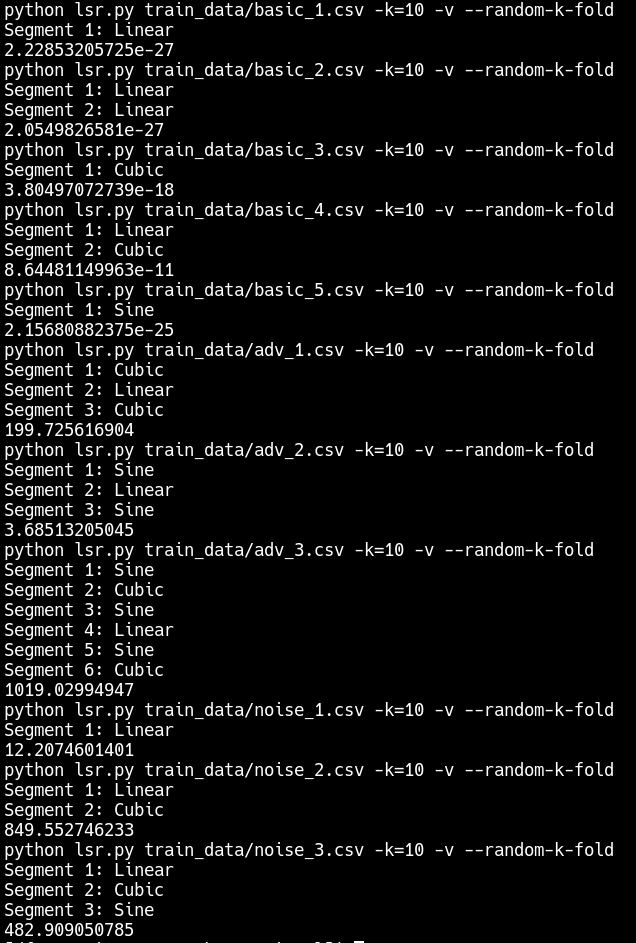 python lsr.py train_data/basic_1.csv -k=10 -v --random-k-fold
Segment 1: Linear
2.22853205725e-27
python lsr.py train_data/basic_2.csv -k=10 -v --random-k-fold
Segment 1: Linear
Segment 2: Linear
2.0549826581e-27
python lsr.py train_data/basic_3.csv -k=10 -v --random-k-fold
Segment 1: Cubic
3.80497072739e-18
python lsr.py train_data/basic_4.csv -k=10 -v --random-k-fold
Segment 1: Linear
Segment 2: Cubic
8.64481149963e-11
python lsr.py train_data/basic_5.csv -k=10 -v --random-k-fold
Segment 1: Sine
2.15680882375e-25
python lsr.py train_data/adv_1.csv -k=10 -v --random-k-fold
Segment 1: Cubic
Segment 2: Linear
Segment 3: Cubic
199.725616904
python lsr.py train_data/adv_2.csv -k=10 -v --random-k-fold
Segment 1: Sine
Segment 2: Linear
Segment 3: Sine
3.68513205045
python lsr.py train_data/adv_3.csv -k=10 -v --random-k-fold
Segment 1: Sine
Segment 2: Cubic
Segment 3: Sine
Segment 4: Linear
Segment 5: Sine
Segment 6: Cubic
1019.02994947
python lsr.py train_data/noise_1.csv -k=10 -v --random-k-fold
Segment 1: Linear
12.2074601401
python lsr.py train_data/noise_2.csv -k=10 -v --random-k-fold
Segment 1: Linear
Segment 2: Cubic
849.552746233
python lsr.py train_data/noise_3.csv -k=10 -v --random-k-fold
Segment 1: Linear
Segment 2: Cubic
Segment 3: Sine
482.909050785